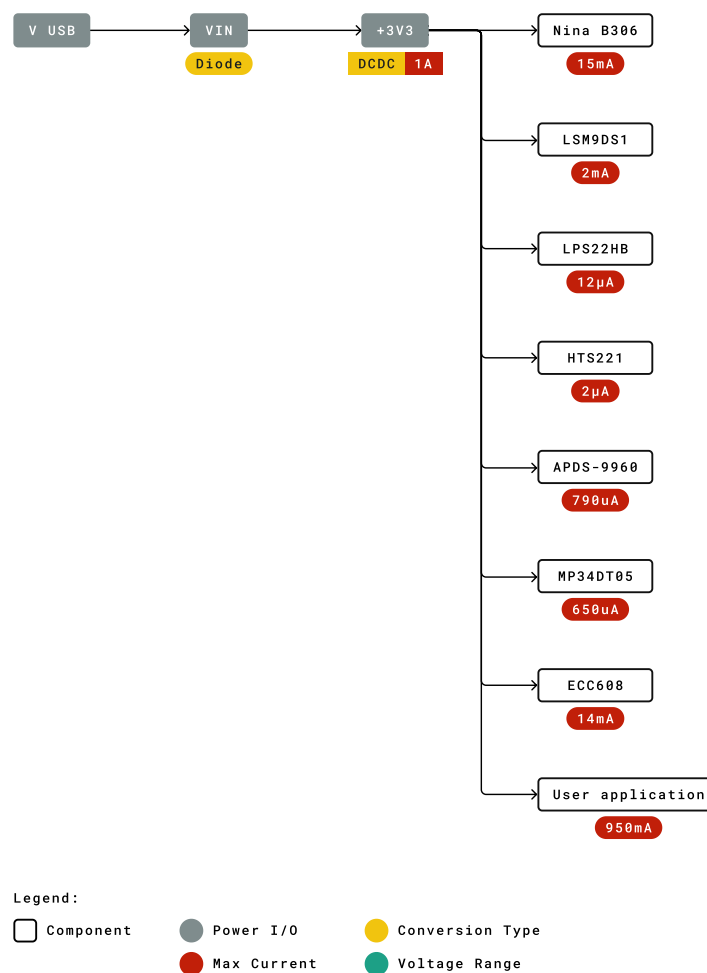 V USB
VIN
+3V3
Nina B306
Diode
DCDC 1A
15mA
LSM9DS1
2mA
LPS22HB
12µA
HTS221
2µA
APDS-9960
790uA
MP34DT05
650uA
ECC608
14mA
User application
950mA
Legend:
Component
Power I/O
Conversion Type
Max Current
Voltage Range